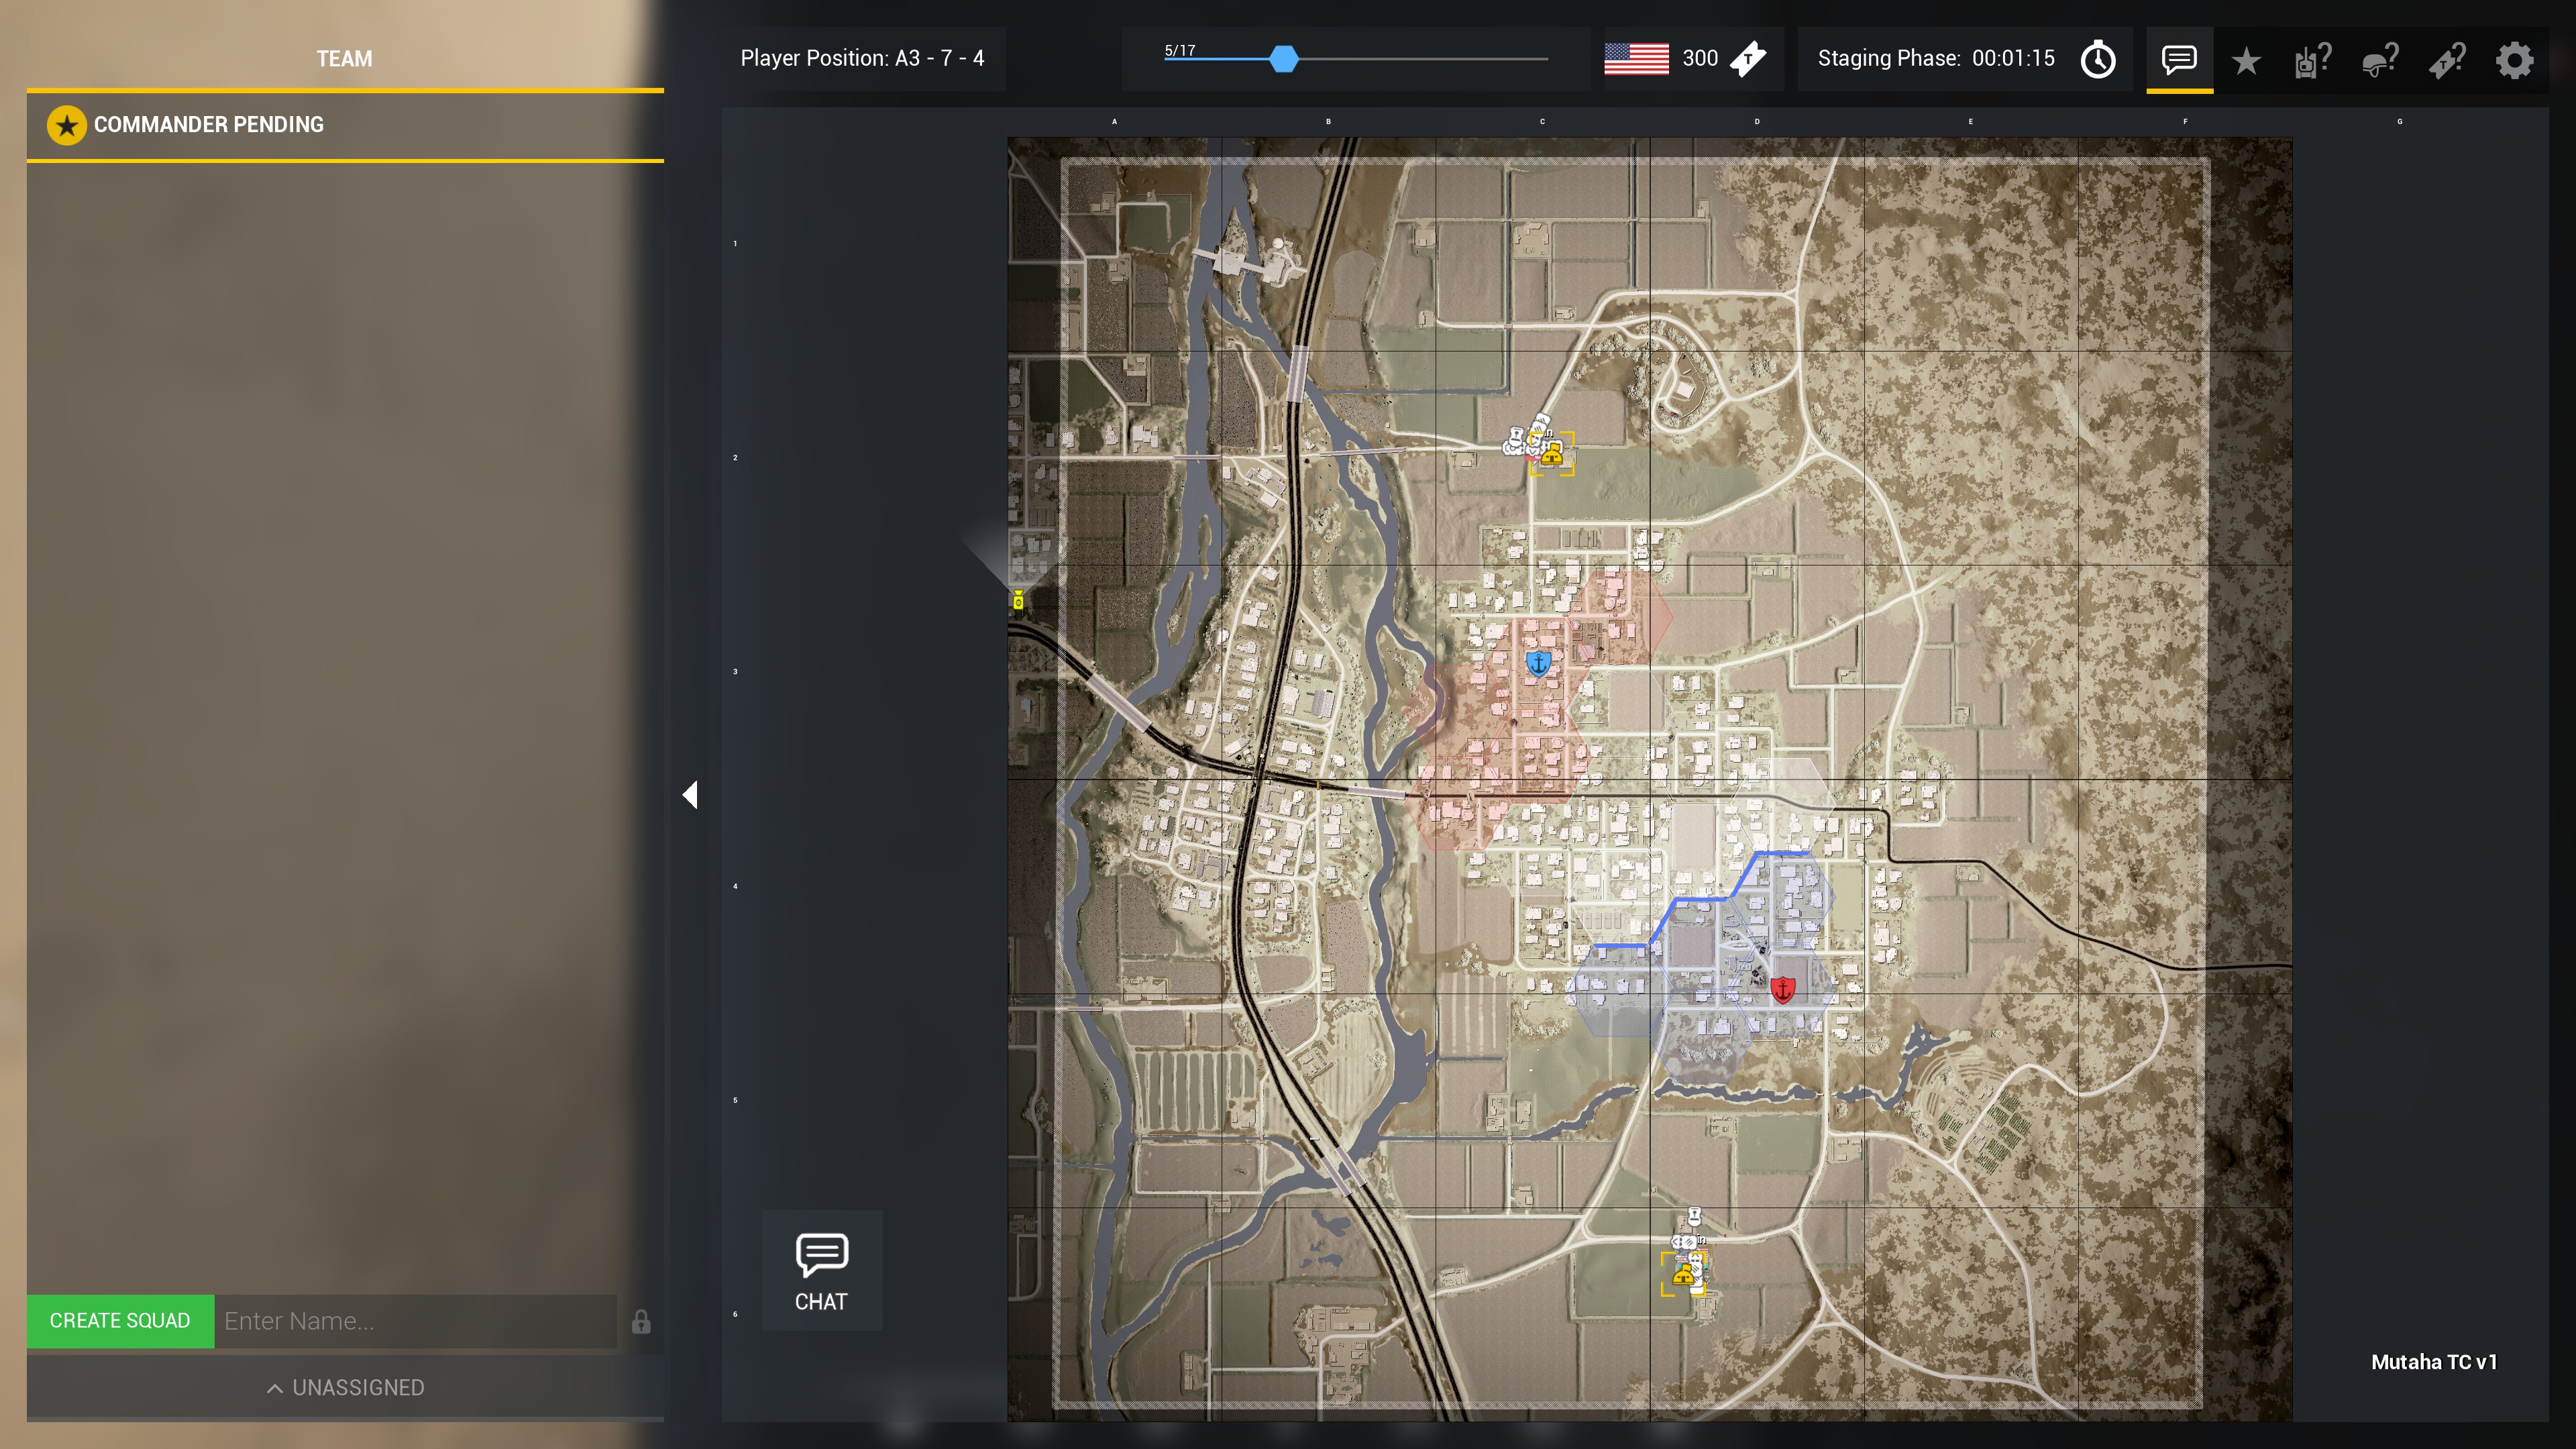 TEAM
COMMANDER PENDING
Player Position: A3 - 7 - 4
5/17
300
T
Staging Phase: 00:01:15
?
?
T?
A
B
C
D
E
F
G
1
2
3
4
5
6
CHAT
CREATE SQUAD
Enter Name...
UNASSIGNED
Mutaha TC v1